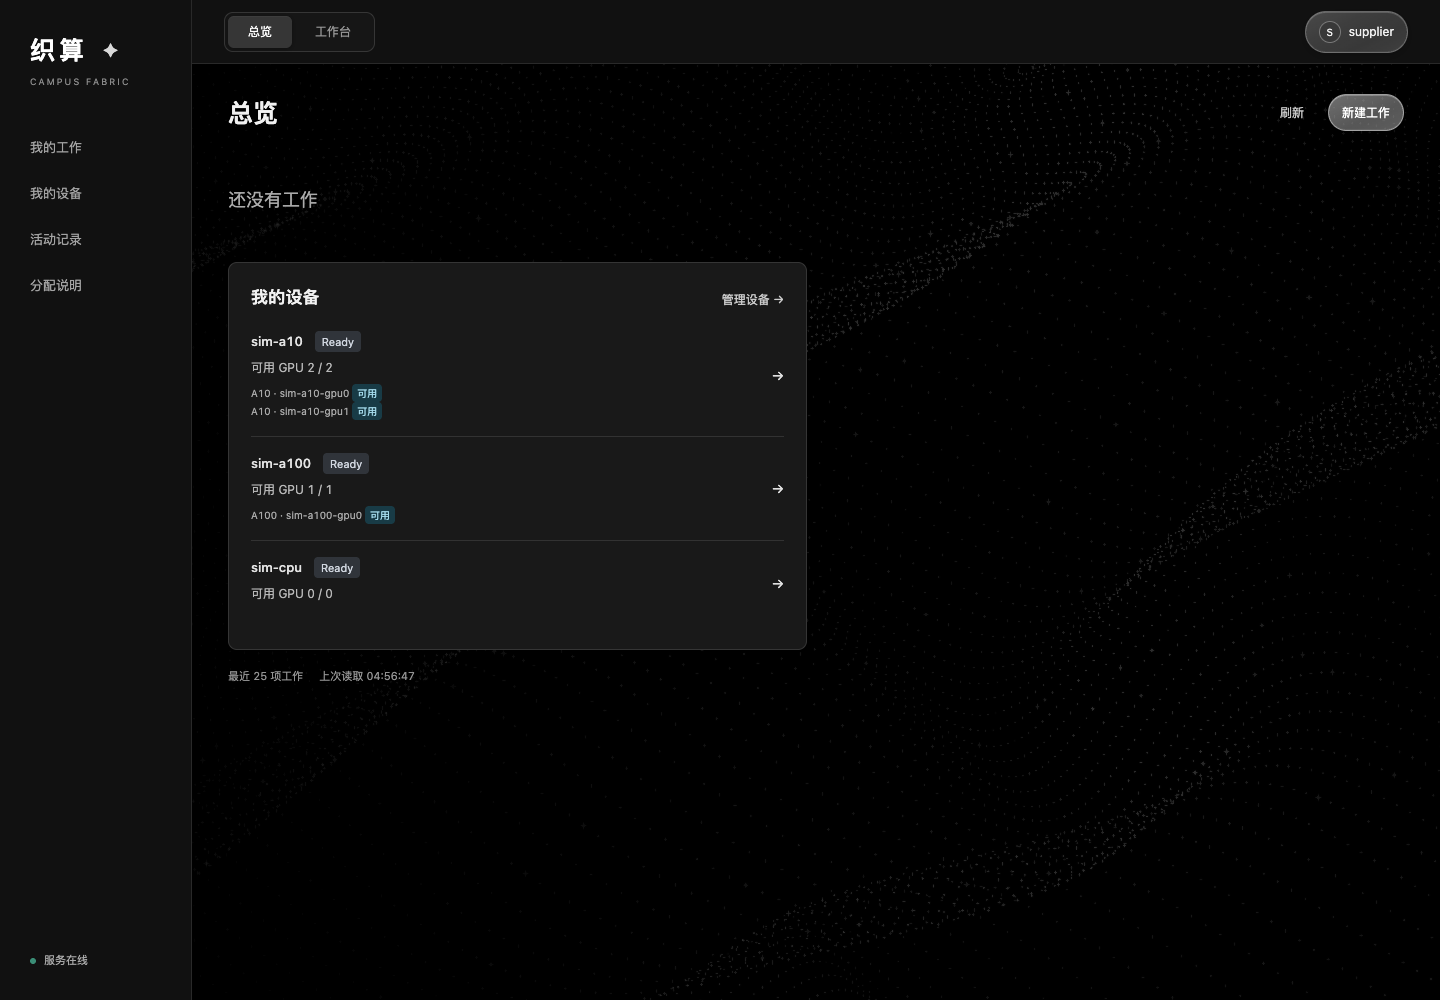 织算
CAMPUS FABRIC
我的工作
我的设备
活动记录
分配说明
服务在线
总览 工作台
S supplier
总览
刷新 新建工作
还没有工作
我的设备 管理设备 →
sim-a10 Ready
可用 GPU 2 / 2
A10 · sim-a10-gpu0 可用
A10 · sim-a10-gpu1 可用
sim-a100 Ready
可用 GPU 1 / 1
A100 · sim-a100-gpu0 可用
sim-cpu Ready
可用 GPU 0 / 0
最近 25 项工作 上次读取 04:56:47